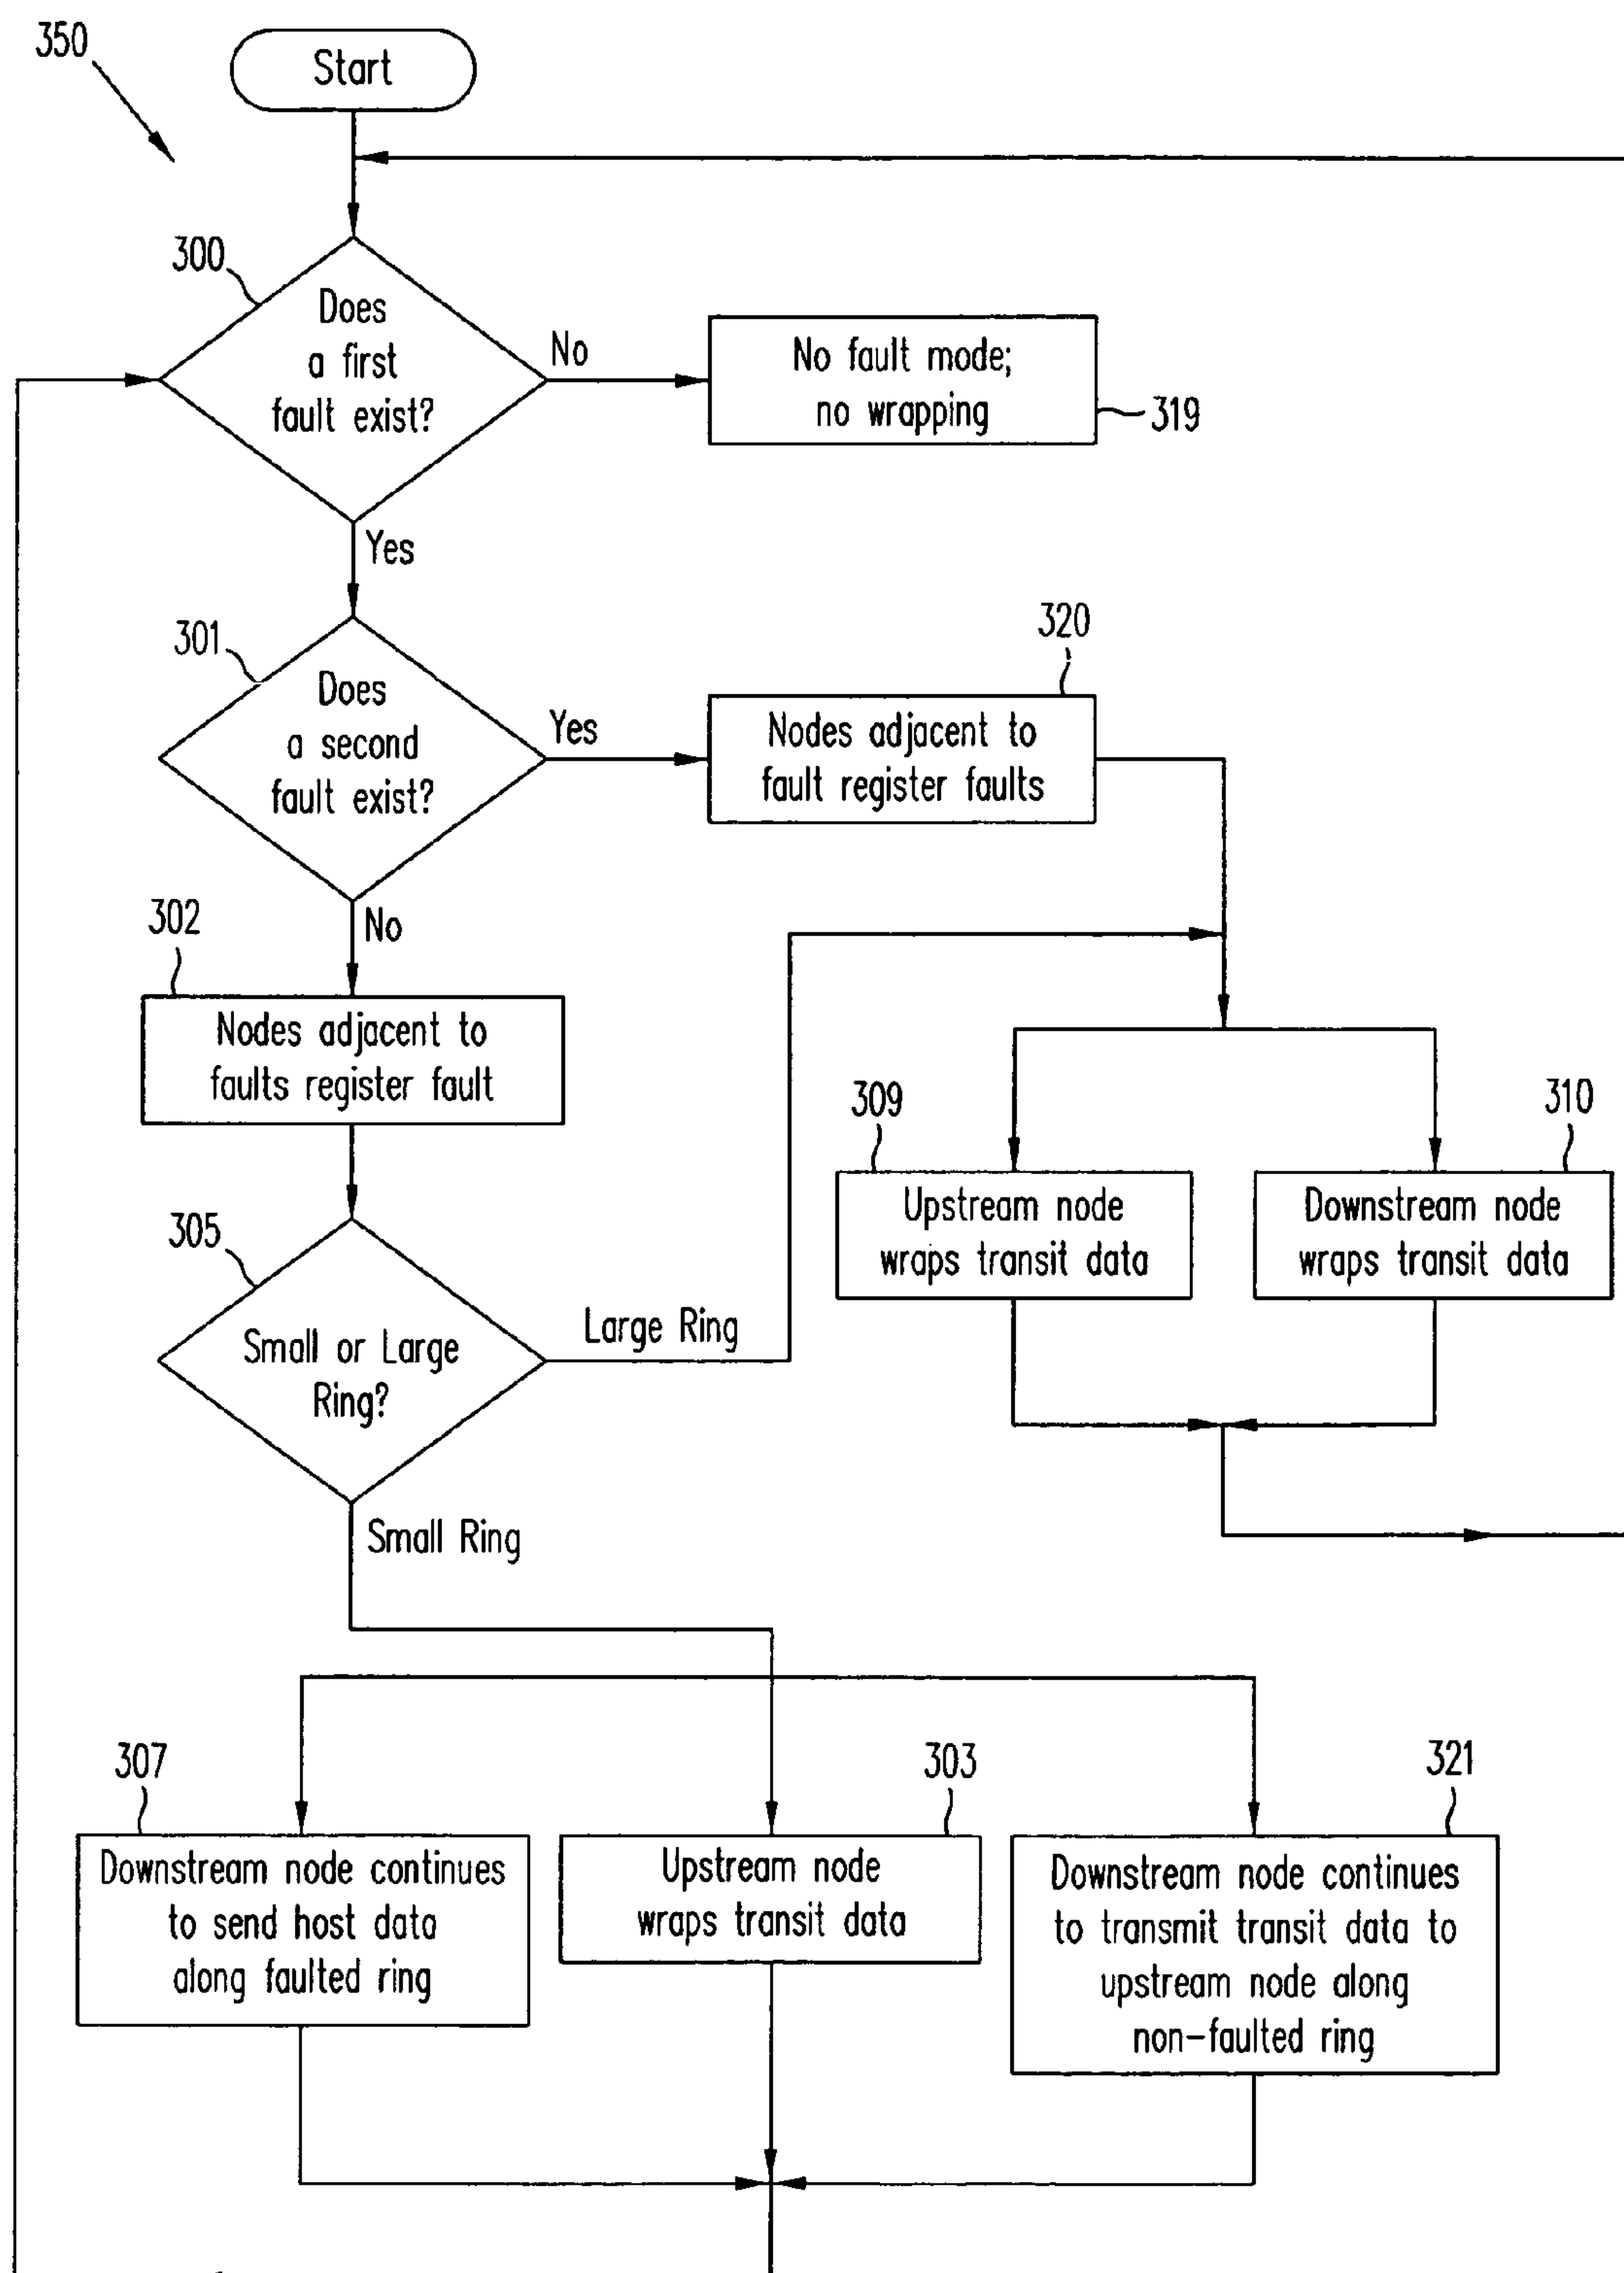 350
Start
300
Does
a first
fault exist?
No
No fault mode;
no wrapping
319
Yes
301
Does
a second
fault exist?
Yes
320
Nodes adjacent to
fault register faults
No
302
Nodes adjacent to
faults register fault
309
Upstream node
wraps transit data
310
Downstream node
wraps transit data
305
Small or Large
Ring?
Large Ring
Small Ring
307
Downstream node continues
to send host data
along faulted ring
303
Upstream node
wraps transit data
321
Downstream node continues
to transmit transit data to
upstream node along
non-faulted ring